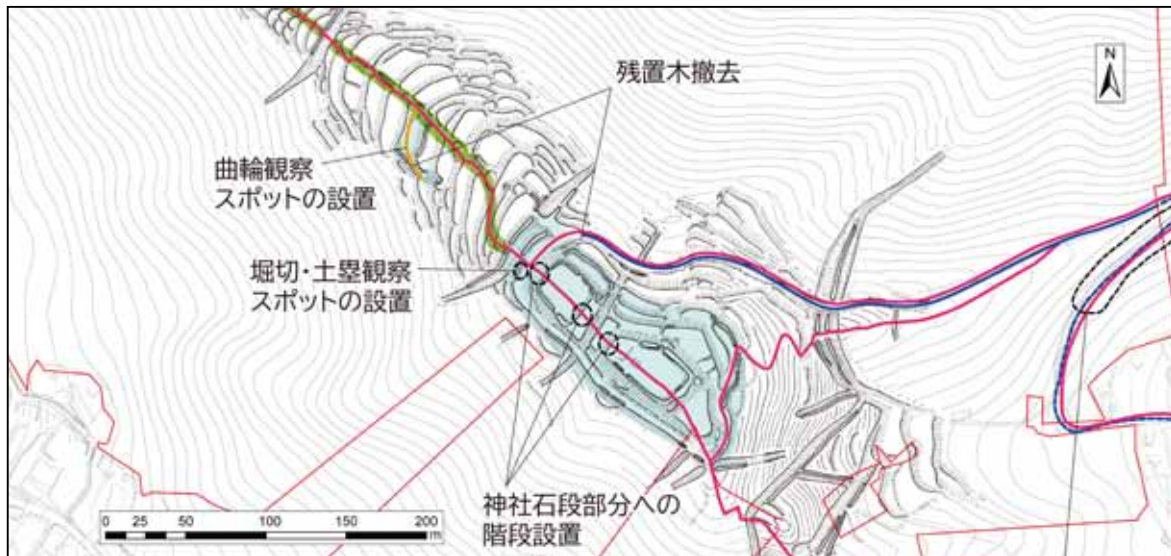 残置木撤去
N
曲輪観察
スポットの設置
堀切・土塁観察
スポットの設置
神社石段部分への
階段設置
0 25 50 100 150 200
m